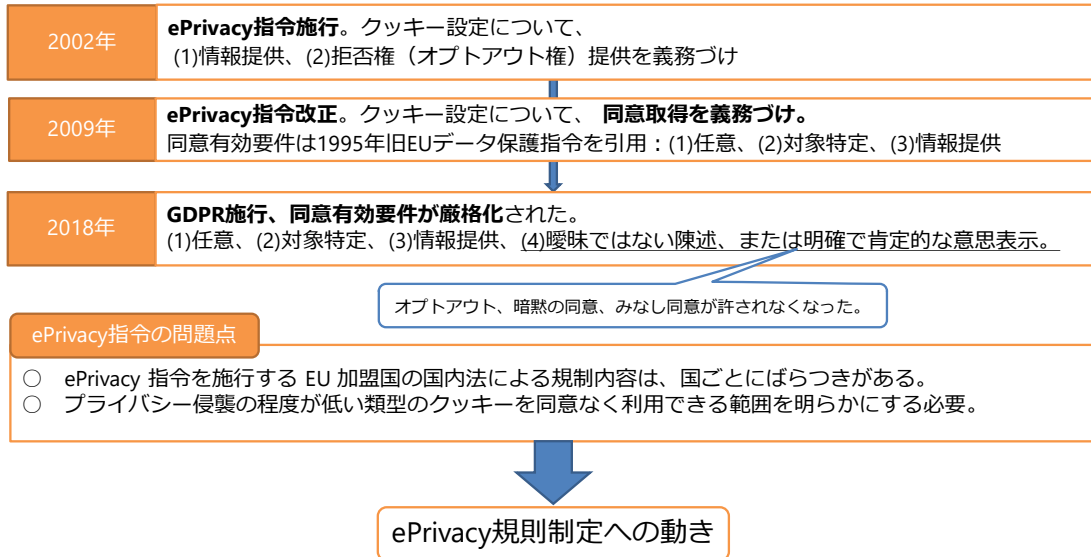 2002年
ePrivacy指令施行。クッキー設定について、
(1)情報提供、(2)拒否権（オプトアウト権）提供を義務づけ
2009年
ePrivacy指令改正。クッキー設定について、 同意取得を義務づけ。
同意有効要件は1995年旧EUデータ保護指令を引用：(1)任意、(2)対象特定、(3)情報提供
2018年
GDPR施行、同意有効要件が厳格化された。
(1)任意、(2)対象特定、(3)情報提供、(4)曖昧ではない陳述、または明確で肯定的な意思表示。
オプトアウト、暗黙の同意、みなし同意が許されなくなった。
ePrivacy指令の問題点
○ ePrivacy 指令を施行する EU 加盟国の国内法による規制内容は、国ごとにばらつきがある。
○ プライバシー侵襲の程度が低い類型のクッキーを同意なく利用できる範囲を明らかにする必要。
ePrivacy規則制定への動き